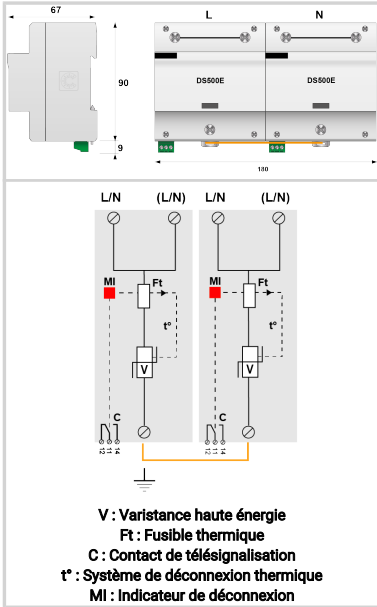 67
L N
90
DS500E DS500E
9
180
L/N (L/N) L/N (L/N)
MI Ft MI Ft
t° t°
V V
C C
12 11 14 12 11 14
V : Varistance haute énergie
Ft : Fusible thermique
C : Contact de télésignalisation
t° : Système de déconnexion thermique
MI : Indicateur de déconnexion